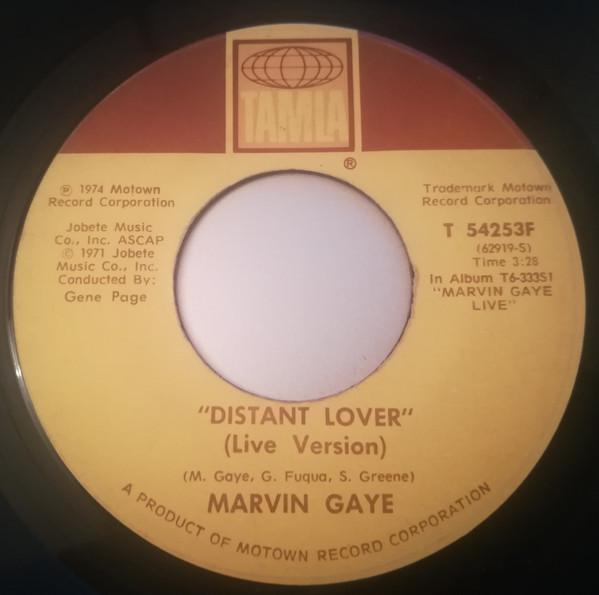 TAMLA
®
℗ 1974 Motown
Record Corporation
Jobete Music
Co., Inc. ASCAP
© 1971 Jobete
Music Co., Inc.
Conducted By:
Gene Page
Trademark Motown
Record Corporation
T 54253F
(62919-S)
Time 3:28
In Album T6-333S1
"MARVIN GAYE
LIVE"
"DISTANT LOVER"
(Live Version)
(M. Gaye, G. Fuqua, S. Greene)
MARVIN GAYE
A PRODUCT OF MOTOWN RECORD CORPORATION